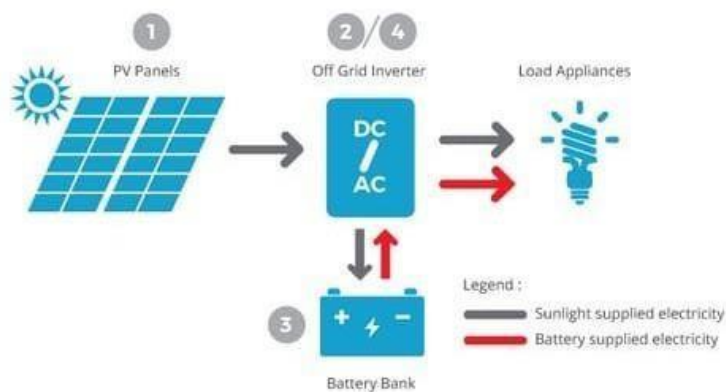 1
2/4
PV Panels
Off Grid Inverter
Load Appliances
DC
/
AC
3
+ -
Battery Bank
Legend :
Sunlight supplied electricity
Battery supplied electricity